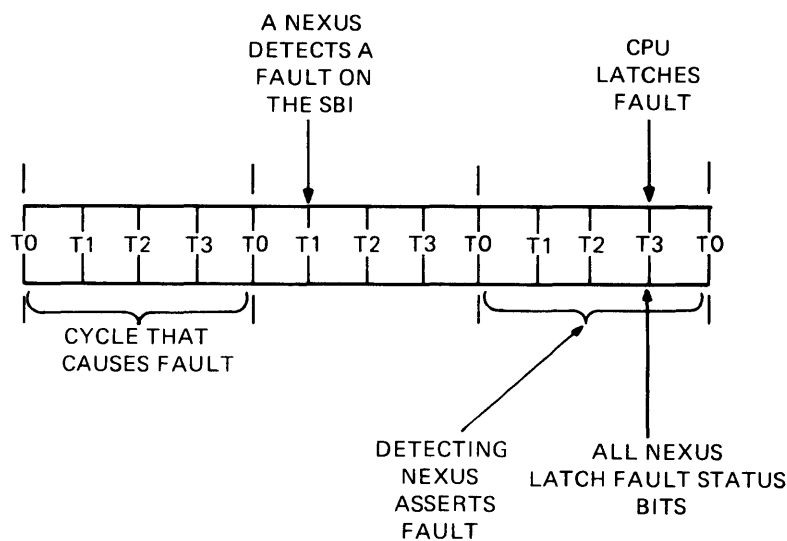 A NEXUS
DETECTS A
FAULT ON
THE SBI
CPU
LATCHES
FAULT
T0 T1 T2 T3 T0 T1 T2 T3 T0 T1 T2 T3 T0
CYCLE THAT
CAUSES FAULT
DETECTING
NEXUS
ASSERTS
FAULT
ALL NEXUS
LATCH FAULT STATUS
BITS